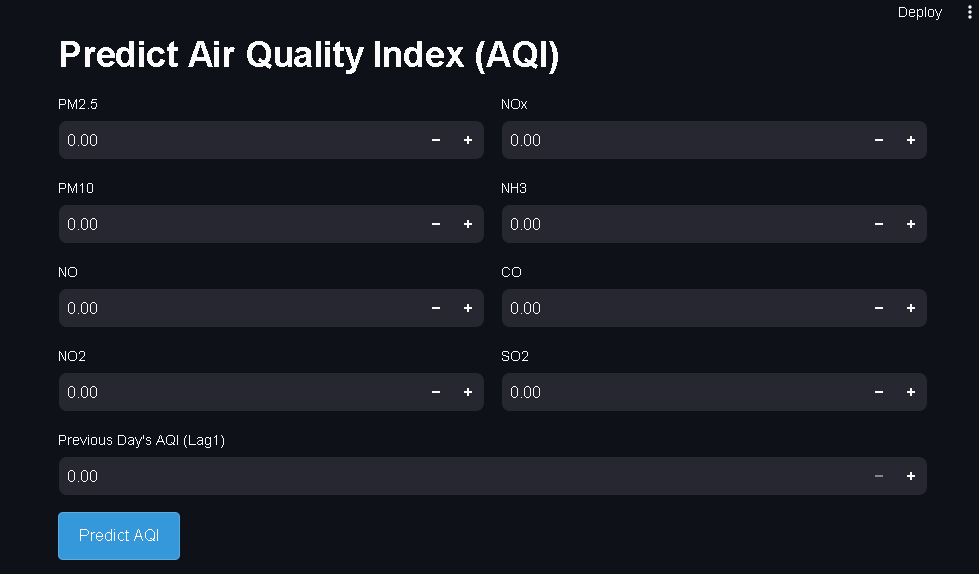 Deploy
Predict Air Quality Index (AQI)
PM2.5
NOx
0.00
0.00
PM10
NH3
0.00
0.00
NO
CO
0.00
0.00
NO2
SO2
0.00
0.00
Previous Day's AQI (Lag1)
0.00
Predict AQI